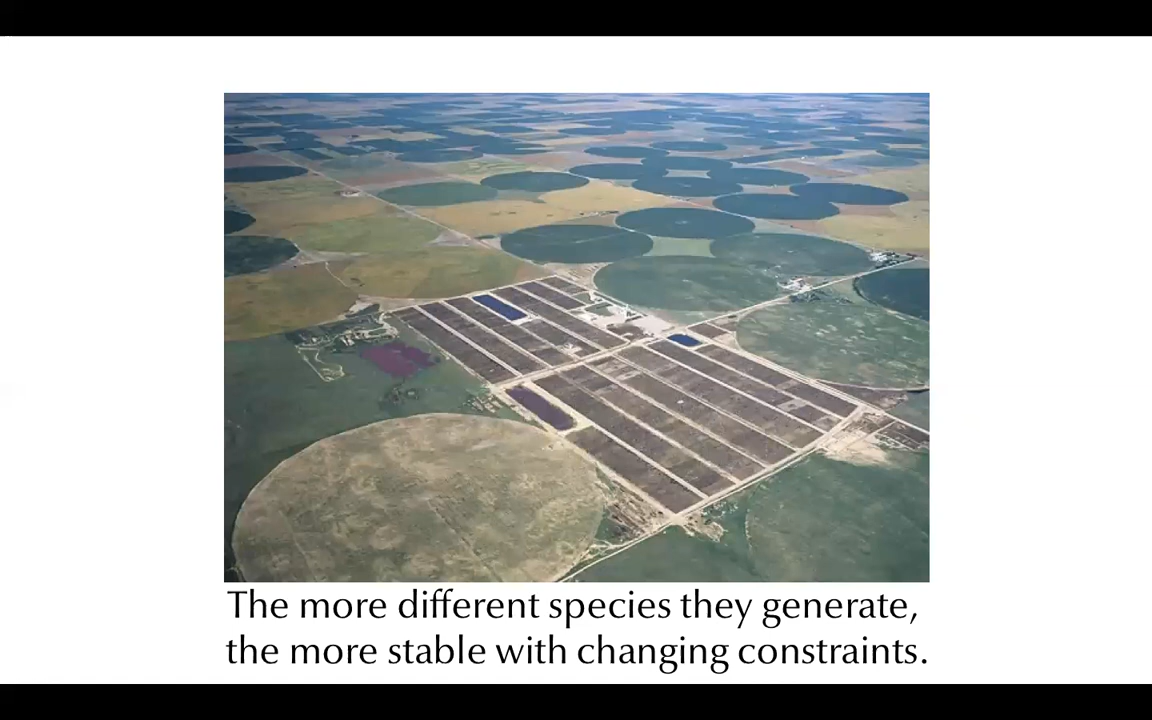 The more different species they generate,
the more stable with changing constraints.